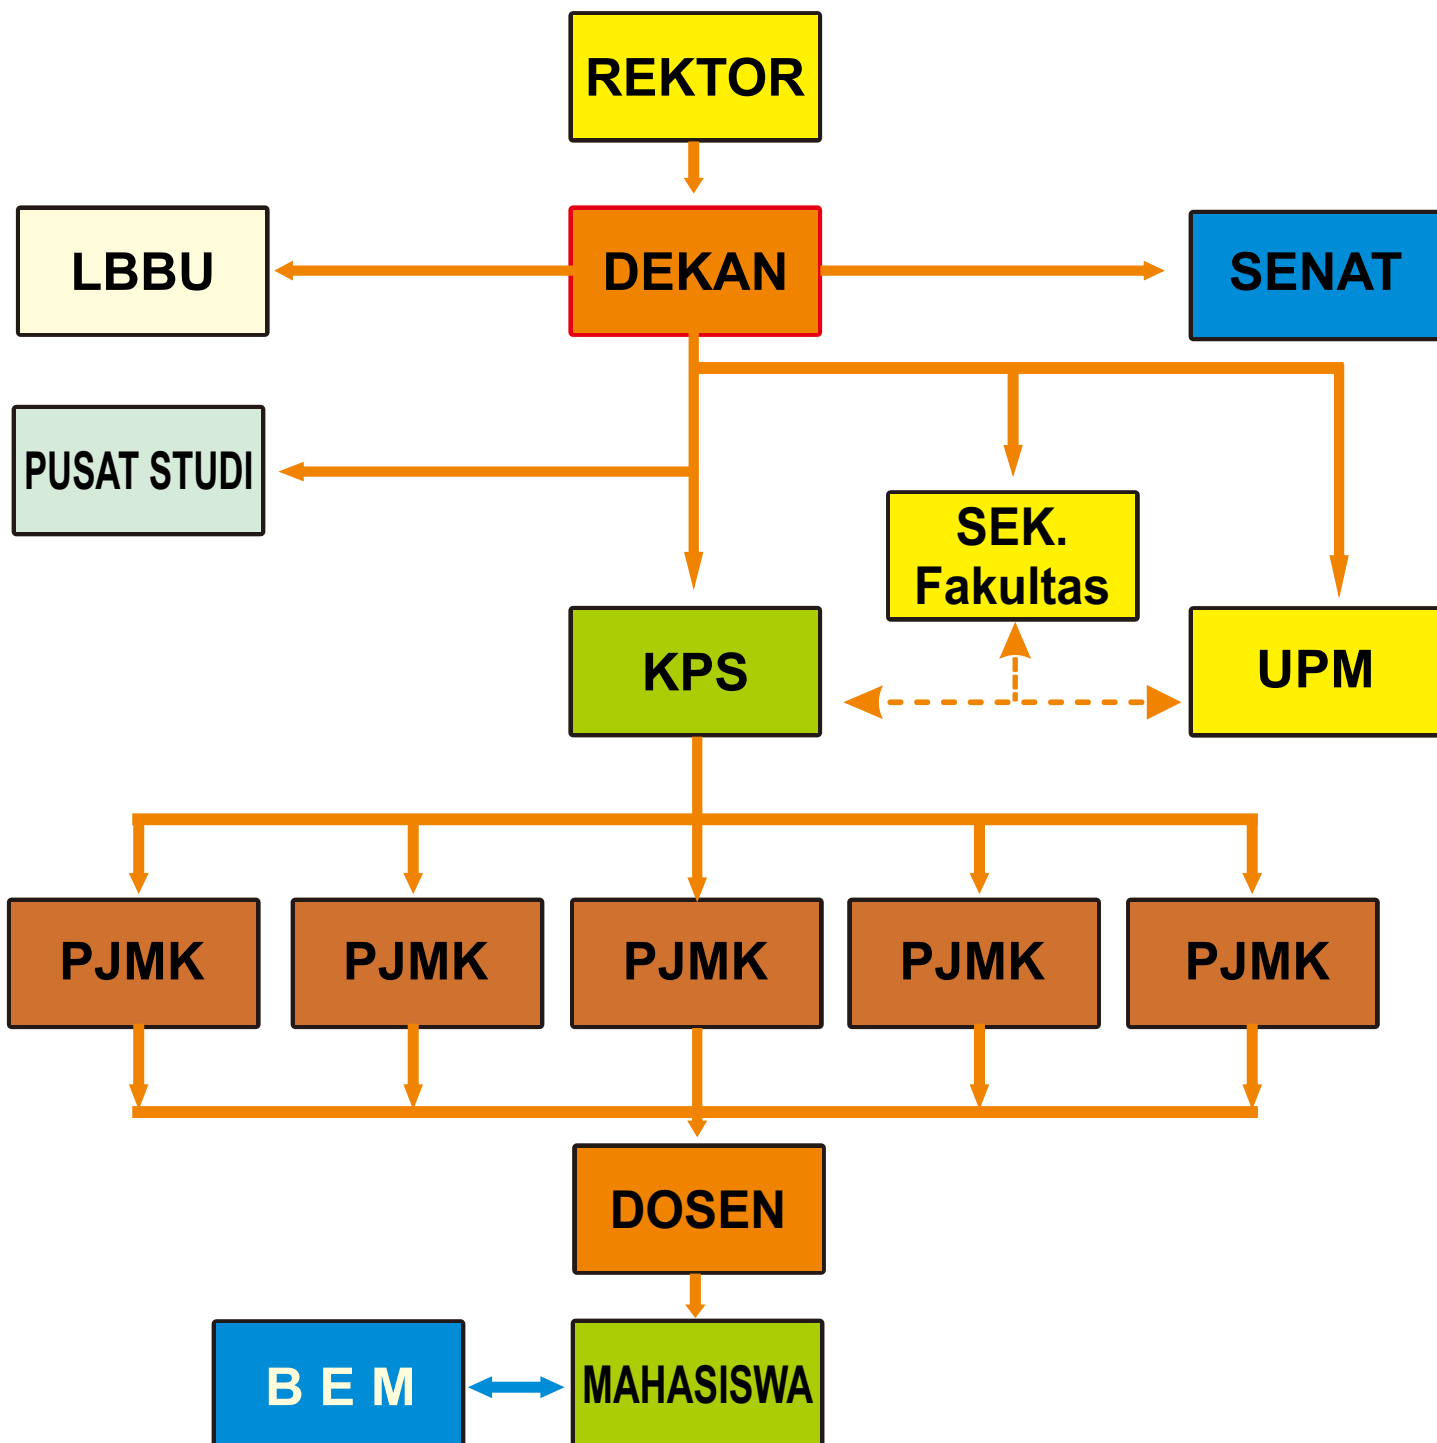 REKTOR
LBBU
DEKAN
SENAT
PUSAT STUDI
SEK.
Fakultas
KPS
UPM
PJMK
PJMK
PJMK
PJMK
PJMK
DOSEN
B E M
MAHASISWA